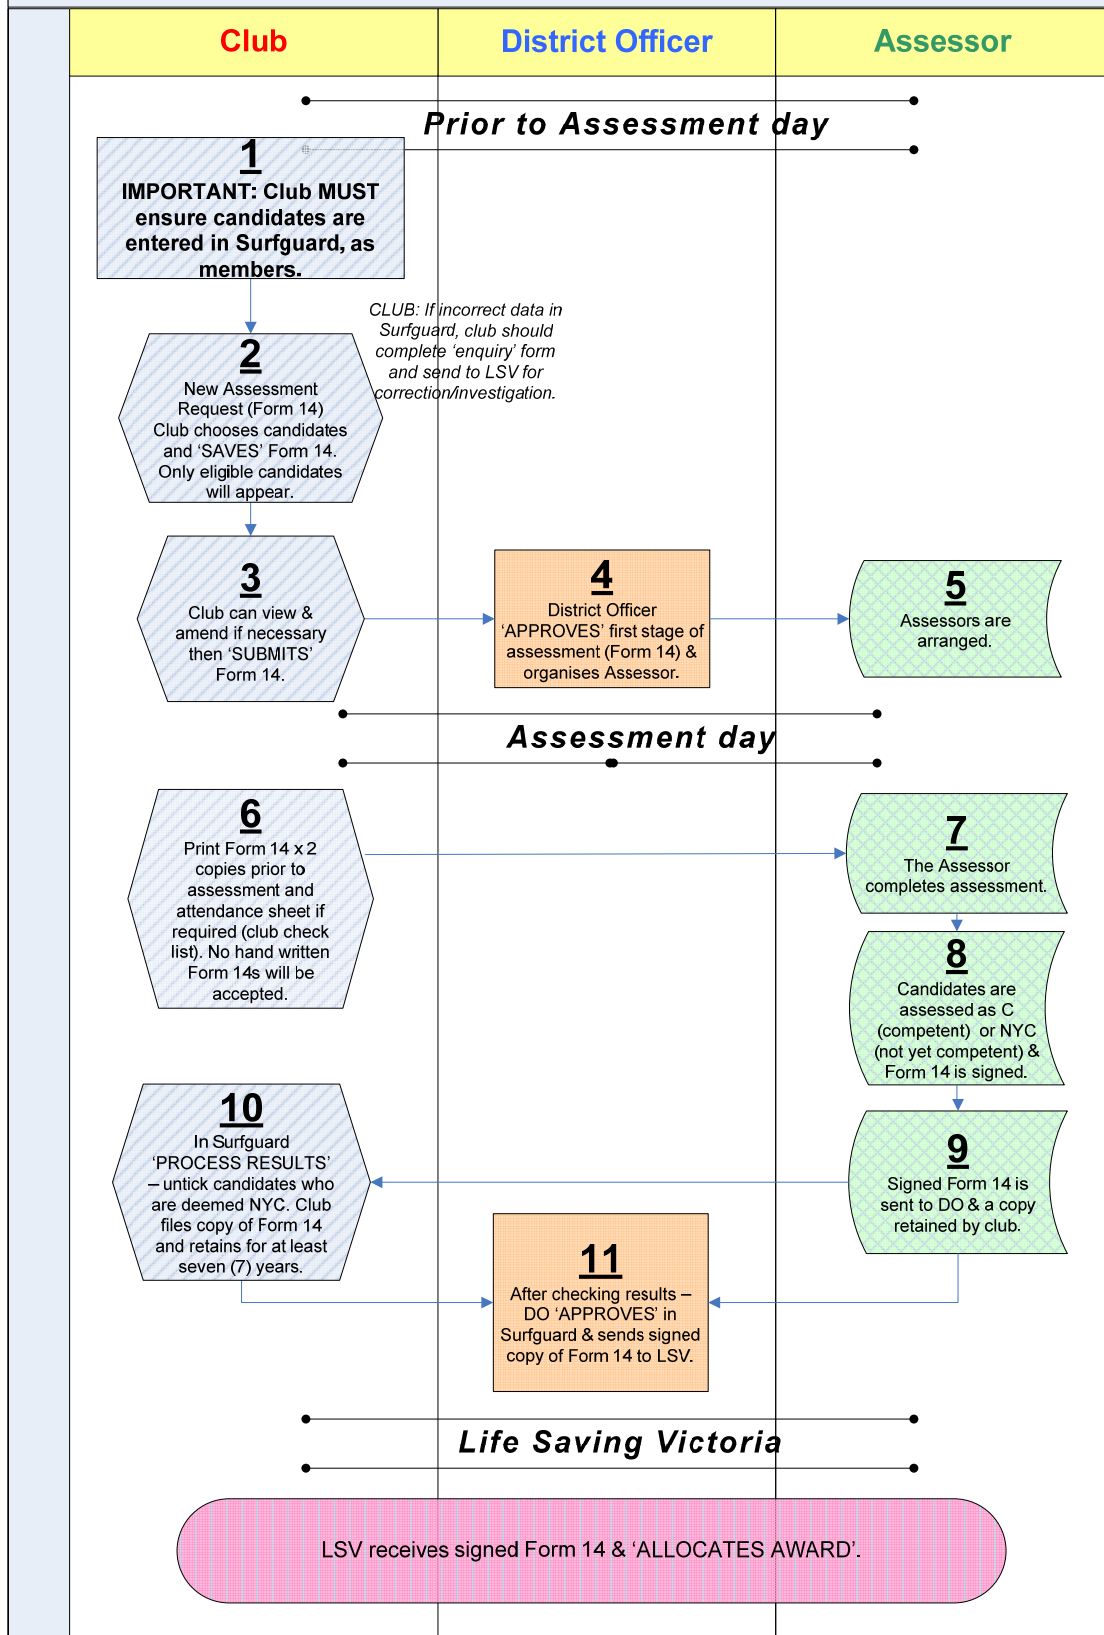 Club
District Officer
Assessor
Prior to Assessment day
1
IMPORTANT: Club MUST
ensure candidates are
entered in Surfguard, as
members.
CLUB: If incorrect data in
Surfguard, club should
complete ‘enquiry’ form
and send to LSV for
correction/investigation.
2
New Assessment
Request (Form 14)
Club chooses candidates
and ‘SAVES’ Form 14.
Only eligible candidates
will appear.
3
Club can view &
amend if necessary
then ‘SUBMITS’
Form 14.
4
District Officer
‘APPROVES’ first stage of
assessment (Form 14) &
organises Assessor.
5
Assessors are
arranged.
Assessment day
6
Print Form 14 x 2
copies prior to
assessment and
attendance sheet if
required (club check
list). No hand written
Form 14s will be
accepted.
7
The Assessor
completes assessment.
8
Candidates are
assessed as C
(competent) or NYC
(not yet competent) &
Form 14 is signed.
9
Signed Form 14 is
sent to DO & a copy
retained by club.
10
In Surfguard
‘PROCESS RESULTS’
– untick candidates who
are deemed NYC. Club
files copy of Form 14
and retains for at least
seven (7) years.
11
After checking results –
DO ‘APPROVES’ in
Surfguard & sends signed
copy of Form 14 to LSV.
Life Saving Victoria
LSV receives signed Form 14 & ‘ALLOCATES AWARD’.